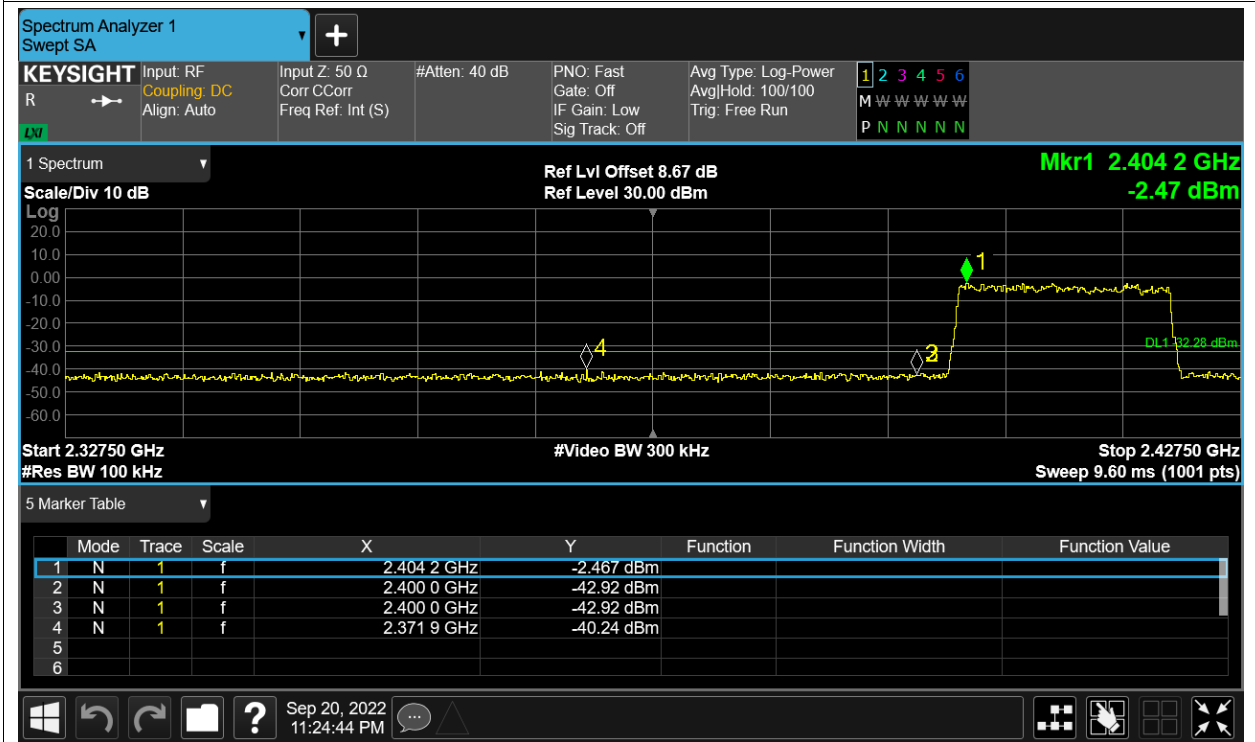 Spectrum Analyzer 1
Swept SA
+
KEYSIGHT Input: RF Input Z: 50 Ω #Atten: 40 dB PNO: Fast Avg Type: Log-Power 1 2 3 4 5 6
R Coupling: DC Corr CCorr Gate: Off Avg|Hold: 100/100 M W W W W W
Align: Auto Freq Ref: Int (S) IF Gain: Low Trig: Free Run
LXI Sig Track: Off P N N N N N
1 Spectrum Ref Lvl Offset 8.67 dB Mkr1 2.404 2 GHz
Scale/Div 10 dB Ref Level 30.00 dBm -2.47 dBm
Log
20.0
10.0
1
0.00
-10.0
-20.0
-30.0
DL1 -32.28 dBm
4
3
-40.0
-50.0
-60.0
Start 2.32750 GHz #Video BW 300 kHz Stop 2.42750 GHz
#Res BW 100 kHz Sweep 9.60 ms (1001 pts)
5 Marker Table
Mode Trace Scale X Y Function Function Width Function Value
1 N 1 f 2.404 2 GHz -2.467 dBm
2 N 1 f 2.400 0 GHz -42.92 dBm
3 N 1 f 2.400 0 GHz -42.92 dBm
4 N 1 f 2.371 9 GHz -40.24 dBm
5
6
? Sep 20, 2022
11:24:44 PM